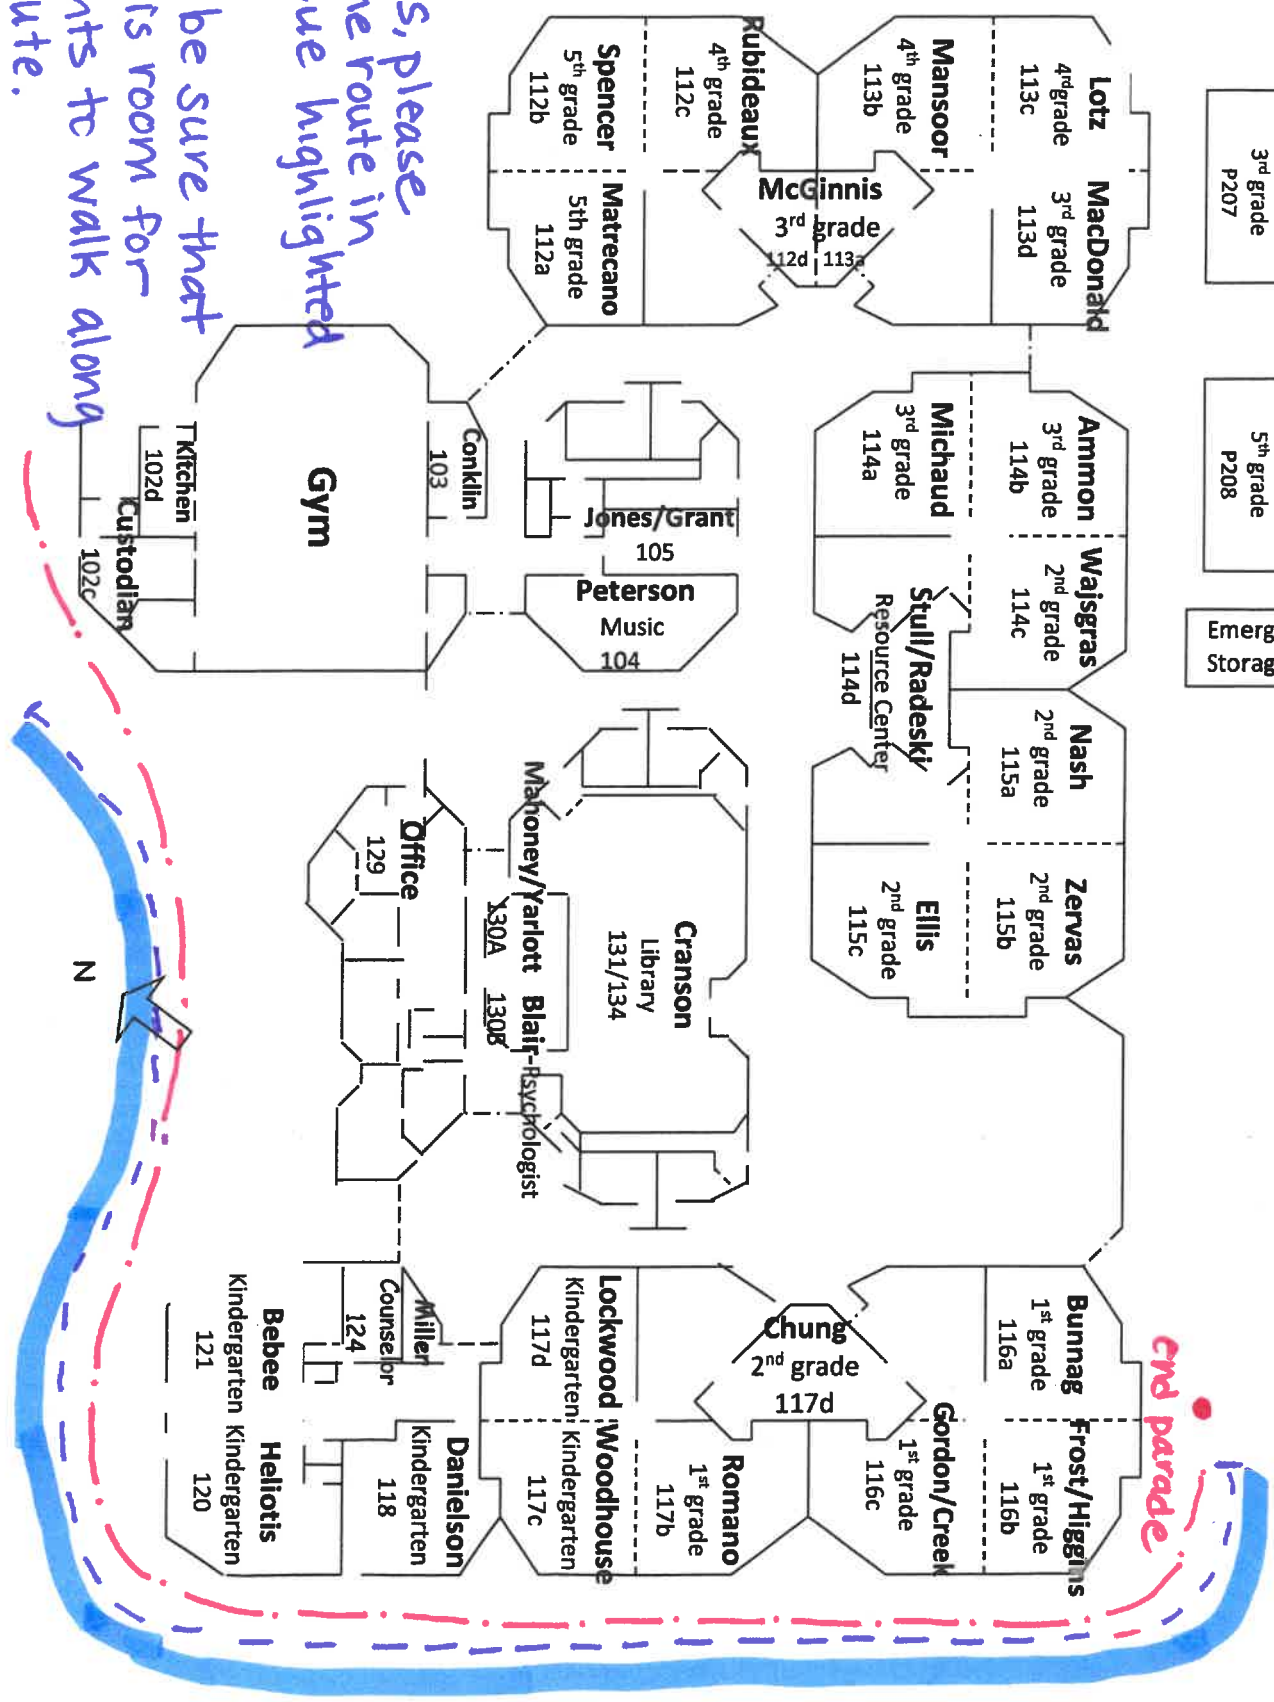 s, please
ne route in
ue highlighted
be sure that
is room for
nts to walk along
ute.
3rd grade
P207
5th grade
P208
Emerg
Storag
Lotz
4rd grade
113c
MacDonald
3rd grade
113d
Mansoor
4th grade
113b
Rubideaux
4th grade
112c
McGinnis
3rd grade
112d
113a
Spencer
5th grade
112b
Matrecano
5th grade
112a
Ammon
3rd grade
114b
Wajsgras
2nd grade
114c
Michaud
3rd grade
114a
Stull/Radeski
Resource Center
114d
Nash
2nd grade
115a
Zervas
2nd grade
115b
Ellis
2nd grade
115c
Conklin
103
Gym
Kitchen
102d
Custodian
102c
Jones/Grant
105
Peterson
Music
104
Office
129
Mahoney/Yarlott
130A
Blair-Psychologist
130B
Cranson
Library
131/134
N
Bunnag
1st grade
116a
Frost/Higgins
1st grade
116b
Gordon/Creek
1st grade
116c
Chung
2nd grade
117d
Romano
1st grade
117b
Lockwood
Kindergarten
117d
Woodhouse
Kindergarten
117c
Miller
Counselor
124
Danielson
Kindergarten
118
Bebee
Kindergarten
121
Heliotis
Kindergarten
120
end parade